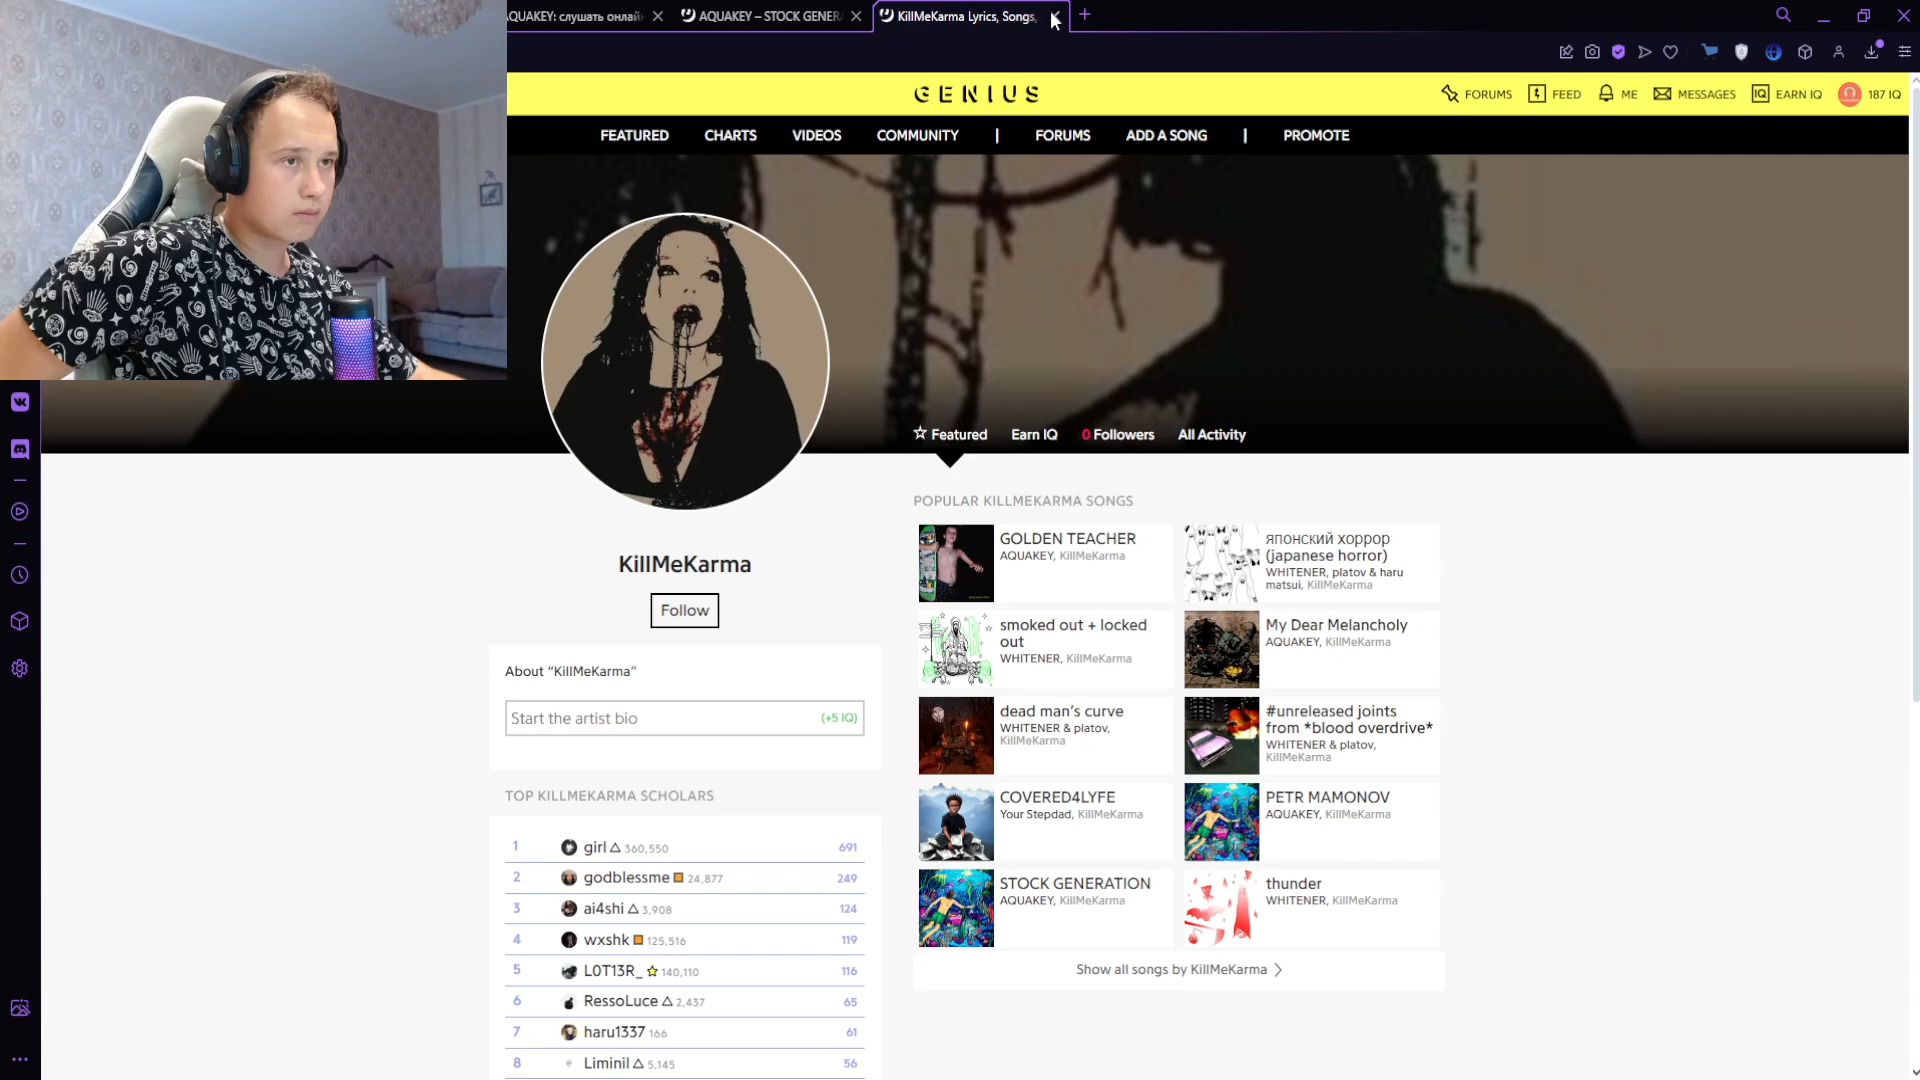 AQUAKEY: слушать онлай
AQUAKEY – STOCK GENER
KillMeKarma Lyrics, Songs,
GENIUS
FORUMS
FEED
ME
MESSAGES
IQ
EARN IQ
187 IQ
FEATURED
CHARTS
VIDEOS
COMMUNITY
|
FORUMS
ADD A SONG
|
PROMOTE
Featured
Earn IQ
0 Followers
All Activity
KillMeKarma
Follow
About “KillMeKarma”
Start the artist bio
(+5 IQ)
TOP KILLMEKARMA SCHOLARS
1 girl 360,550 691
2 godblessme 24,877 249
3 ai4shi 3,908 124
4 wxshk 125,516 119
5 L0T13R_ 140,110 116
6 RessoLuce 2,437 65
7 haru1337 166 61
8 Liminil 5,145 56
POPULAR KILLMEKARMA SONGS
GOLDEN TEACHER
AQUAKEY, KillMeKarma
японский хоррор
(japanese horror)
WHITENER, platov & haru
matsui, KillMeKarma
smoked out + locked
out
WHITENER, KillMeKarma
My Dear Melancholy
AQUAKEY, KillMeKarma
dead man’s curve
WHITENER & platov,
KillMeKarma
#unreleased joints
from *blood overdrive*
WHITENER & platov,
KillMeKarma
COVERED4LYFE
Your Stepdad, KillMeKarma
PETR MAMONOV
AQUAKEY, KillMeKarma
STOCK GENERATION
AQUAKEY, KillMeKarma
thunder
WHITENER, KillMeKarma
Show all songs by KillMeKarma